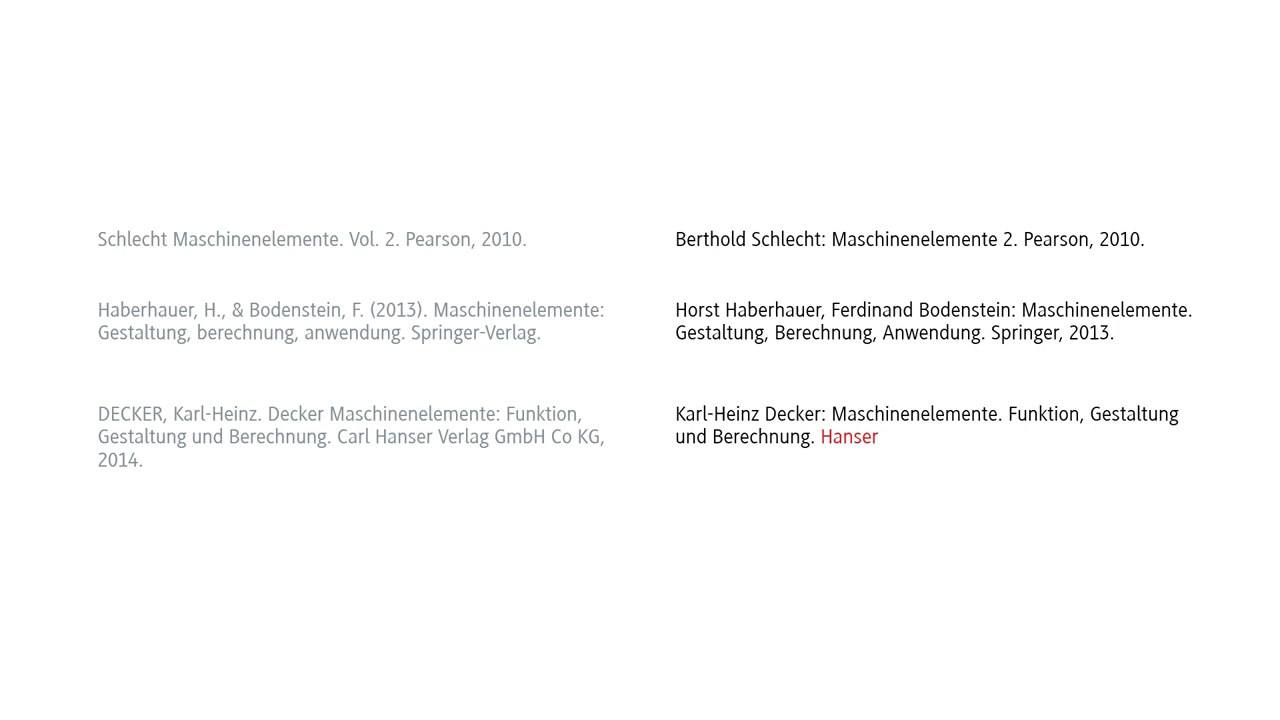 Schlecht Maschinenelemente. Vol. 2. Pearson, 2010.
Haberhauer, H., & Bodenstein, F. (2013). Maschinenelemente:
Gestaltung, berechnung, anwendung. Springer-Verlag.
DECKER, Karl-Heinz. Decker Maschinenelemente: Funktion,
Gestaltung und Berechnung. Carl Hanser Verlag GmbH Co KG,
2014.
Berthold Schlecht: Maschinenelemente 2. Pearson, 2010.
Horst Haberhauer, Ferdinand Bodenstein: Maschinenelemente.
Gestaltung, Berechnung, Anwendung. Springer, 2013.
Karl-Heinz Decker: Maschinenelemente. Funktion, Gestaltung
und Berechnung. Hanser